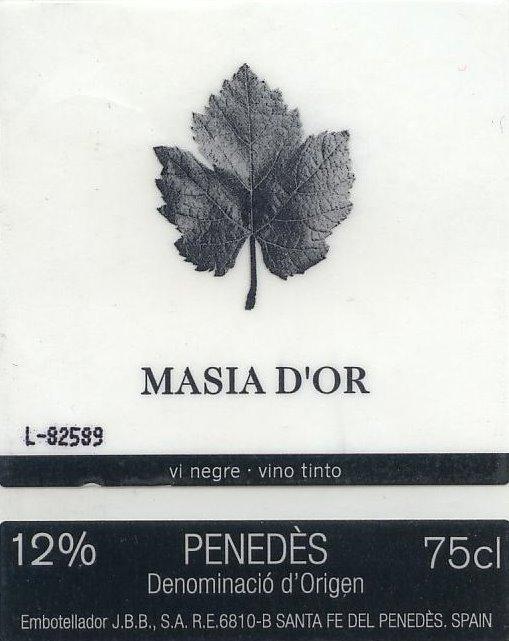 MASIA D'OR
L-82589
vi negre · vino tinto
12% PENEDÈS 75cl
Denominació d'Origen
Embotellador J.B.B., S.A. R.E.6810-B SANTA FE DEL PENEDÈS. SPAIN